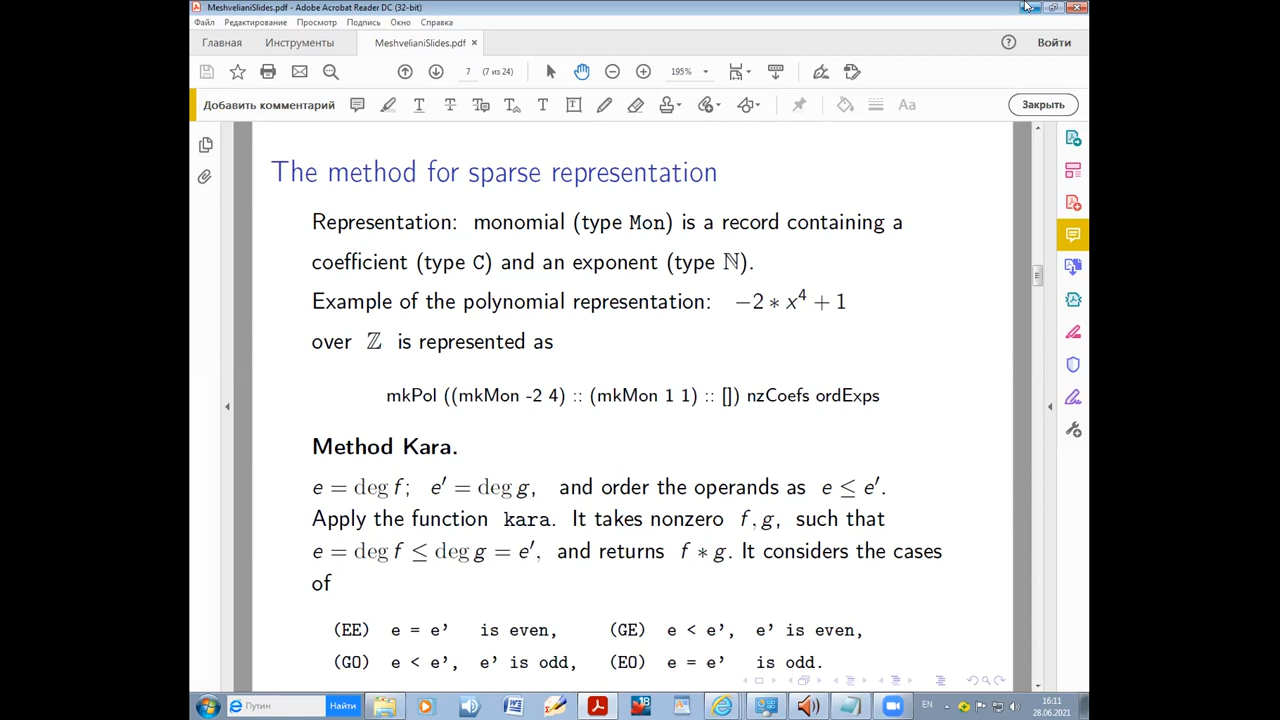 MeshvelianiSlides.pdf - Adobe Acrobat Reader DC (32-bit)
Файл Редактирование Просмотр Подпись Окно Справка
Главная Инструменты MeshvelianiSlides.pdf × Войти
7 (7 из 24) 195%
Добавить комментарий Aa Закрыть
The method for sparse representation
Representation: monomial (type Mon) is a record containing a
coefficient (type C) and an exponent (type ℕ).
Example of the polynomial representation: −2 ∗ x⁴ + 1
over ℤ is represented as
mkPol ((mkMon -2 4) :: (mkMon 1 1) :: []) nzCoefs ordExps
Method Kara.
e = deg f; e′ = deg g, and order the operands as e ≤ e′.
Apply the function kara. It takes nonzero f, g, such that
e = deg f ≤ deg g = e′, and returns f ∗ g. It considers the cases
of
(EE) e = e' is even, (GE) e < e', e' is even,
(GO) e < e', e' is odd, (EO) e = e' is odd.
Путин Найти EN 16:11
28.06.2021